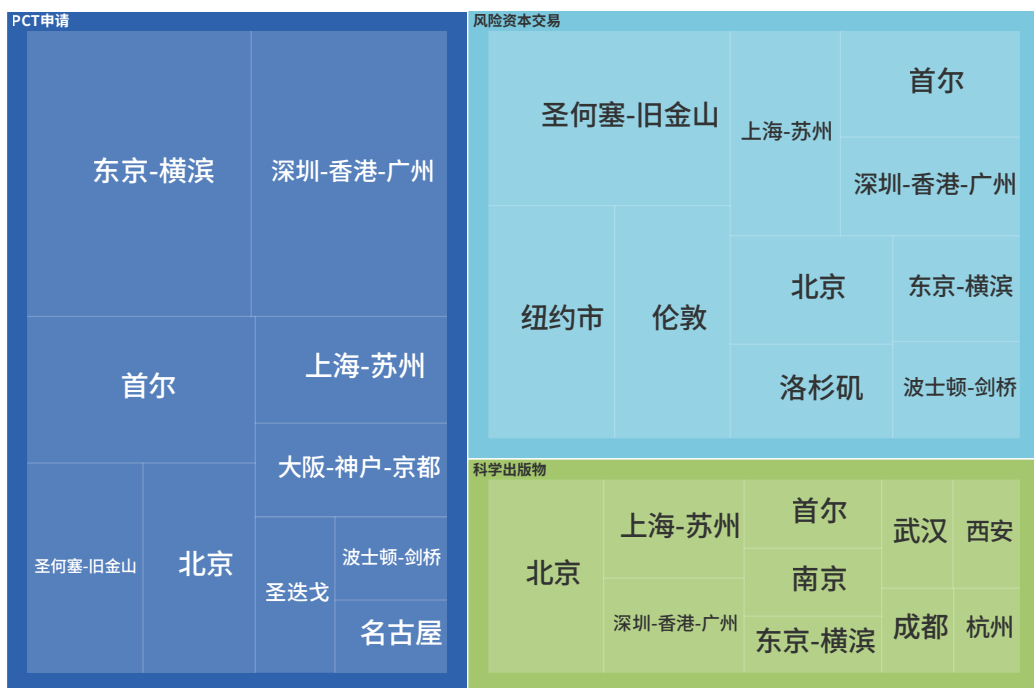 PCT申请
东京-横滨
深圳-香港-广州
首尔
上海-苏州
大阪-神户-京都
圣何塞-旧金山
北京
圣迭戈
波士顿-剑桥
名古屋
风险资本交易
圣何塞-旧金山
上海-苏州
首尔
深圳-香港-广州
纽约市
伦敦
北京
东京-横滨
洛杉矶
波士顿-剑桥
科学出版物
北京
上海-苏州
深圳-香港-广州
首尔
南京
东京-横滨
武汉
西安
成都
杭州